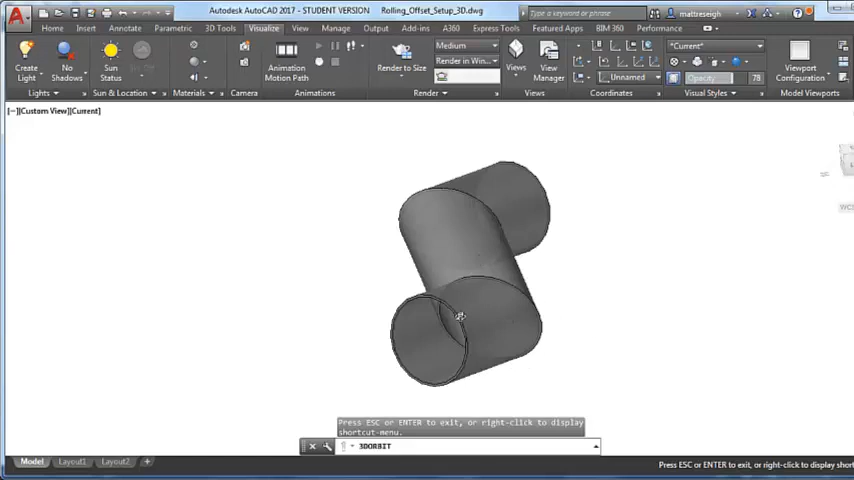 Autodesk AutoCAD 2017 - STUDENT VERSION Rolling_Offset_Setup_3D.dwg Type a keyword or phrase mattreseigh
Home Insert Annotate Parametric 3D Tools Visualize View Manage Output Add-ins A360 Express Tools Featured Apps BIM 360 Performance
Create Light
No Shadows
Sun Status
Animation Motion Path
Render to Size
Medium
Render in Win...
Views
View Manager
Unnamed
*Current*
Opacity 78
Viewport Configuration
Lights Sun & Location Materials Camera Animations Render Views Coordinates Visual Styles Model Viewports
[−][Custom View][Current]
Press ESC or ENTER to exit, or right-click to display
shortcut-menu.
3DORBIT
Model Layout1 Layout2 +
Press ESC or ENTER to exit, or right-click to display short